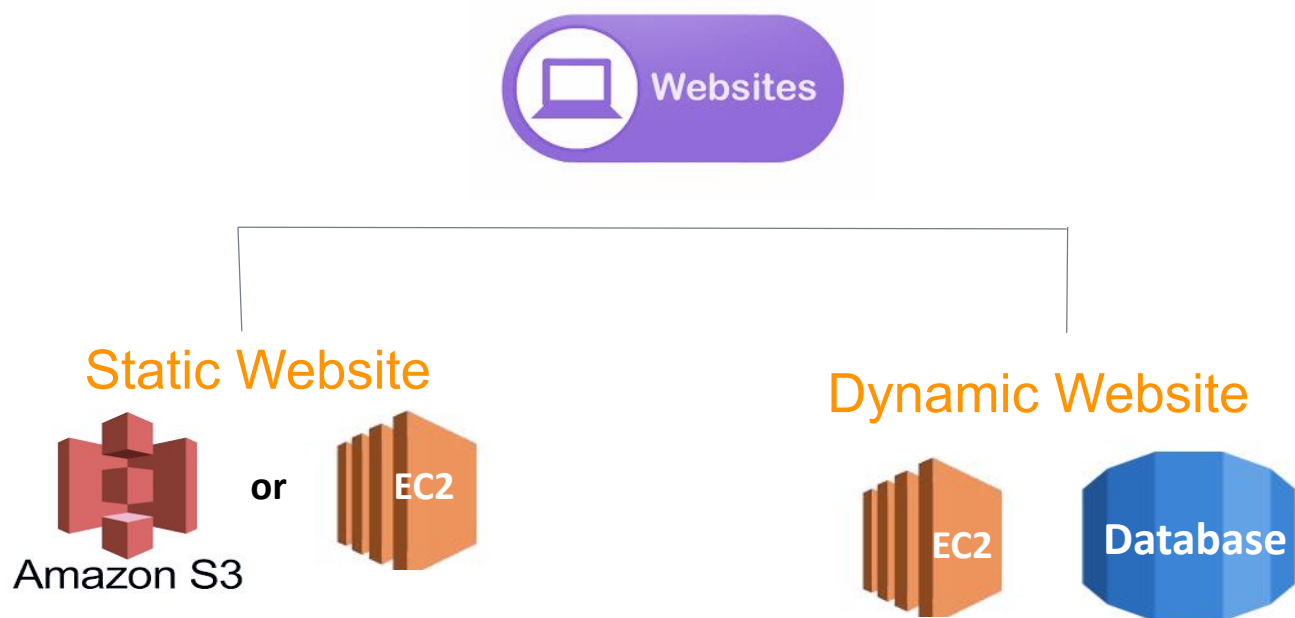 Websites
Static Website
Dynamic Website
or
EC2
EC2
Database
Amazon S3